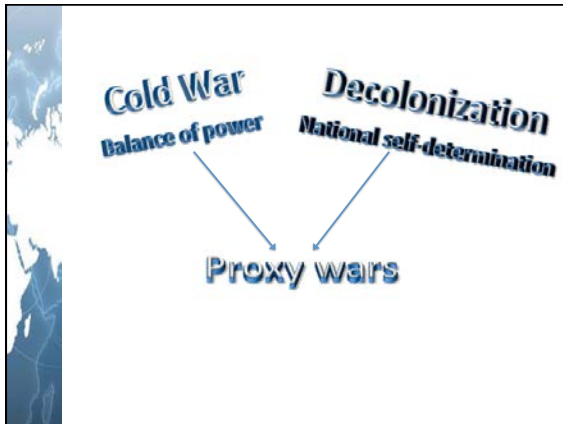 Cold War
Balance of power
Decolonization
National self-determination
Proxy wars